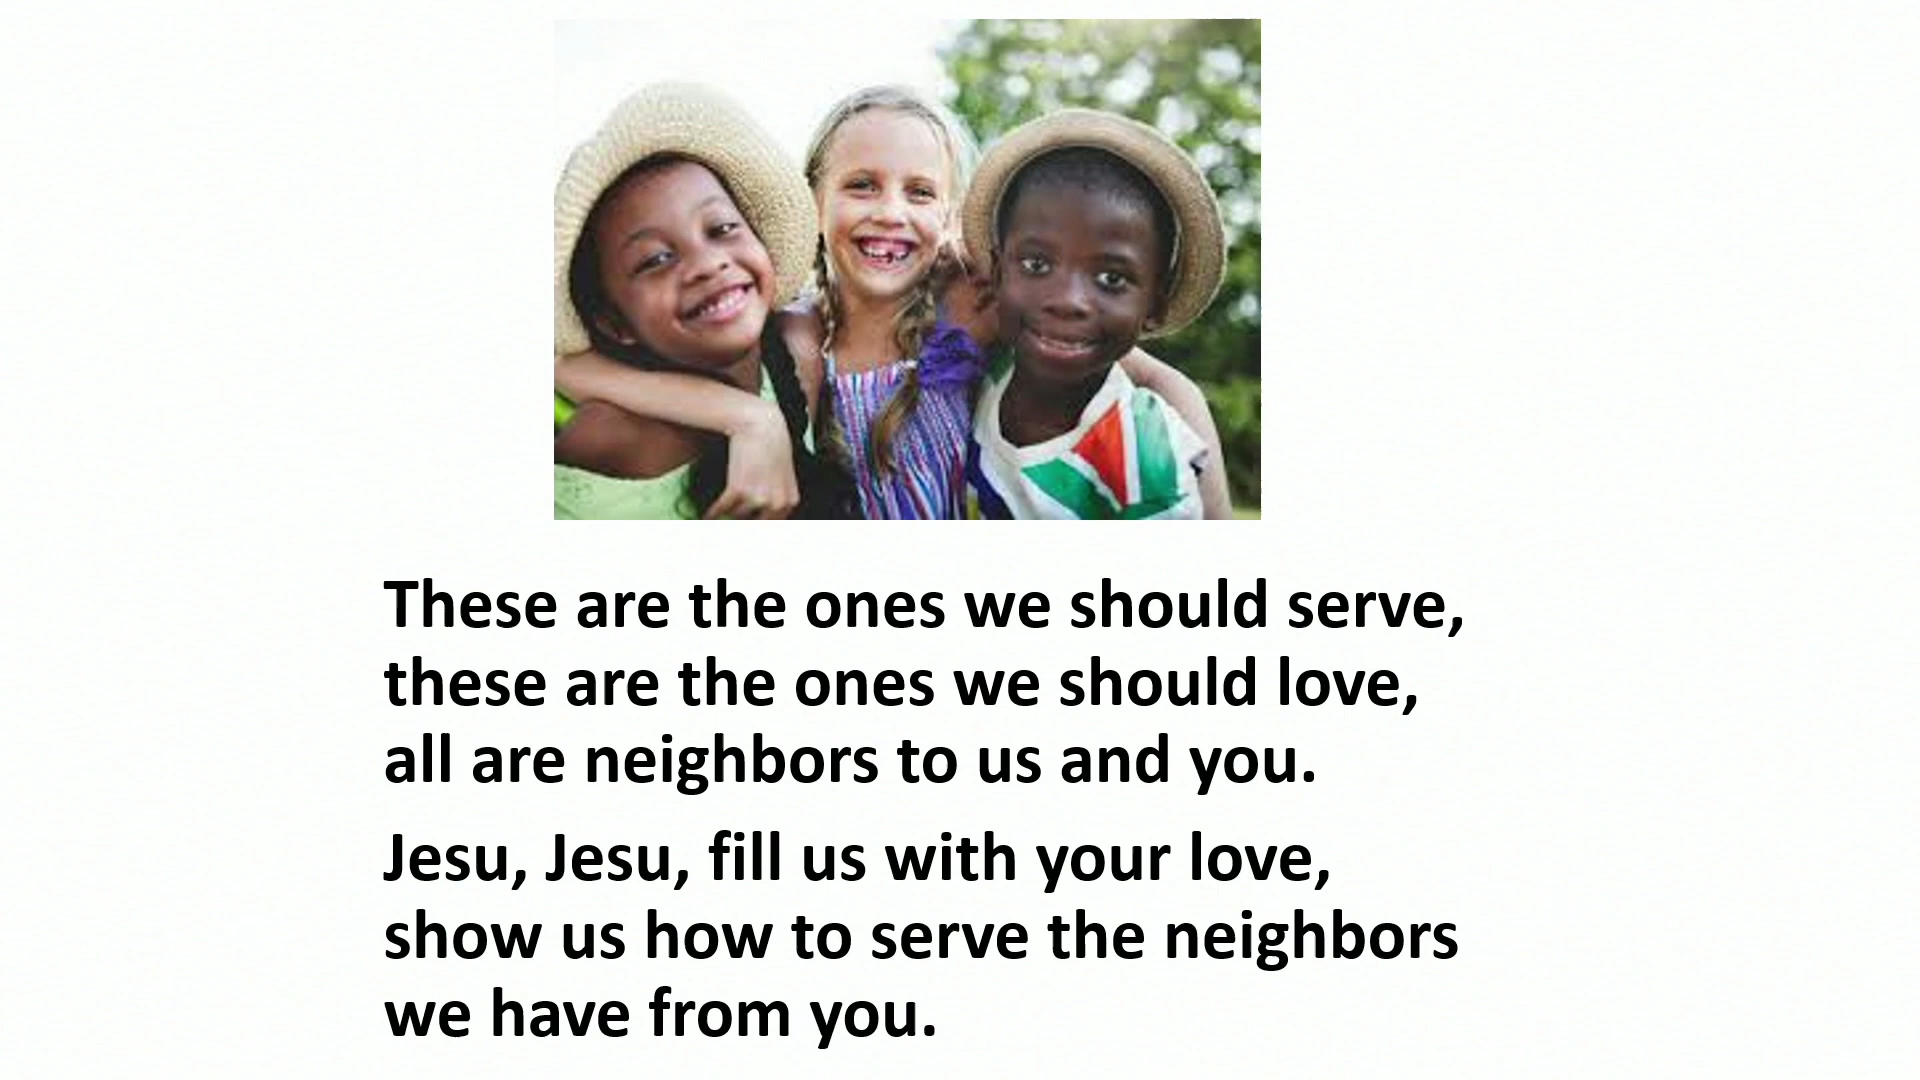 These are the ones we should serve,
these are the ones we should love,
all are neighbors to us and you.
Jesu, Jesu, fill us with your love,
show us how to serve the neighbors
we have from you.